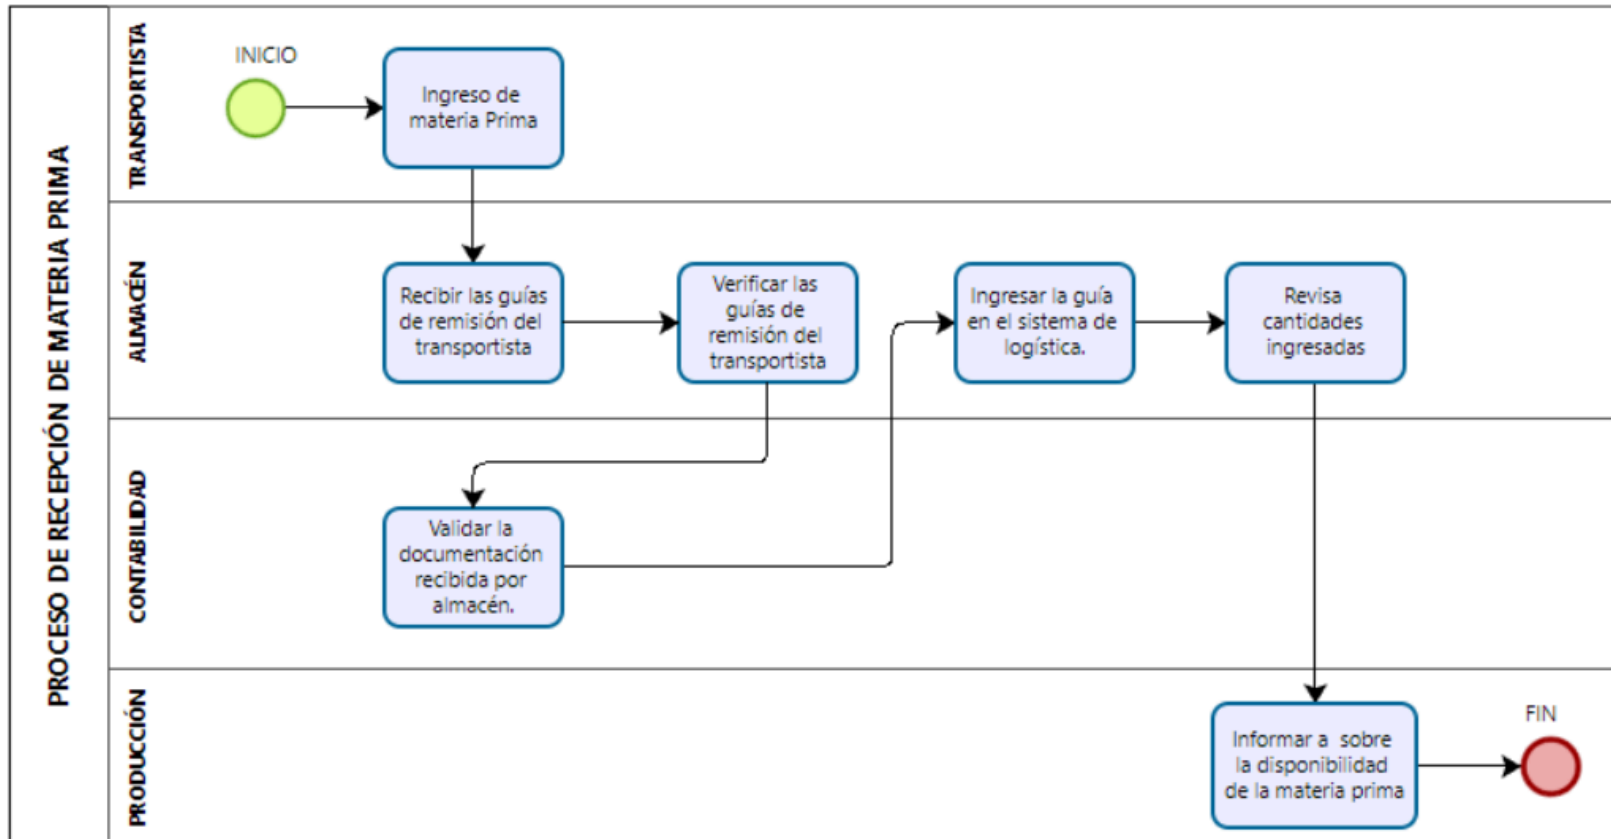 PROCESO DE RECEPCIÓN DE MATERIA PRIMA
TRANSPORTISTA
INICIO
Ingreso de
materia Prima
ALMACÉN
Recibir las guías
de remisión del
transportista
Verificar las
guías de
remisión del
transportista
Ingresar la guía
en el sistema de
logística.
Revisa
cantidades
ingresadas
CONTABILIDAD
Validar la
documentación
recibida por
almacén.
PRODUCCIÓN
Informar a sobre
la disponibilidad
de la materia prima
FIN